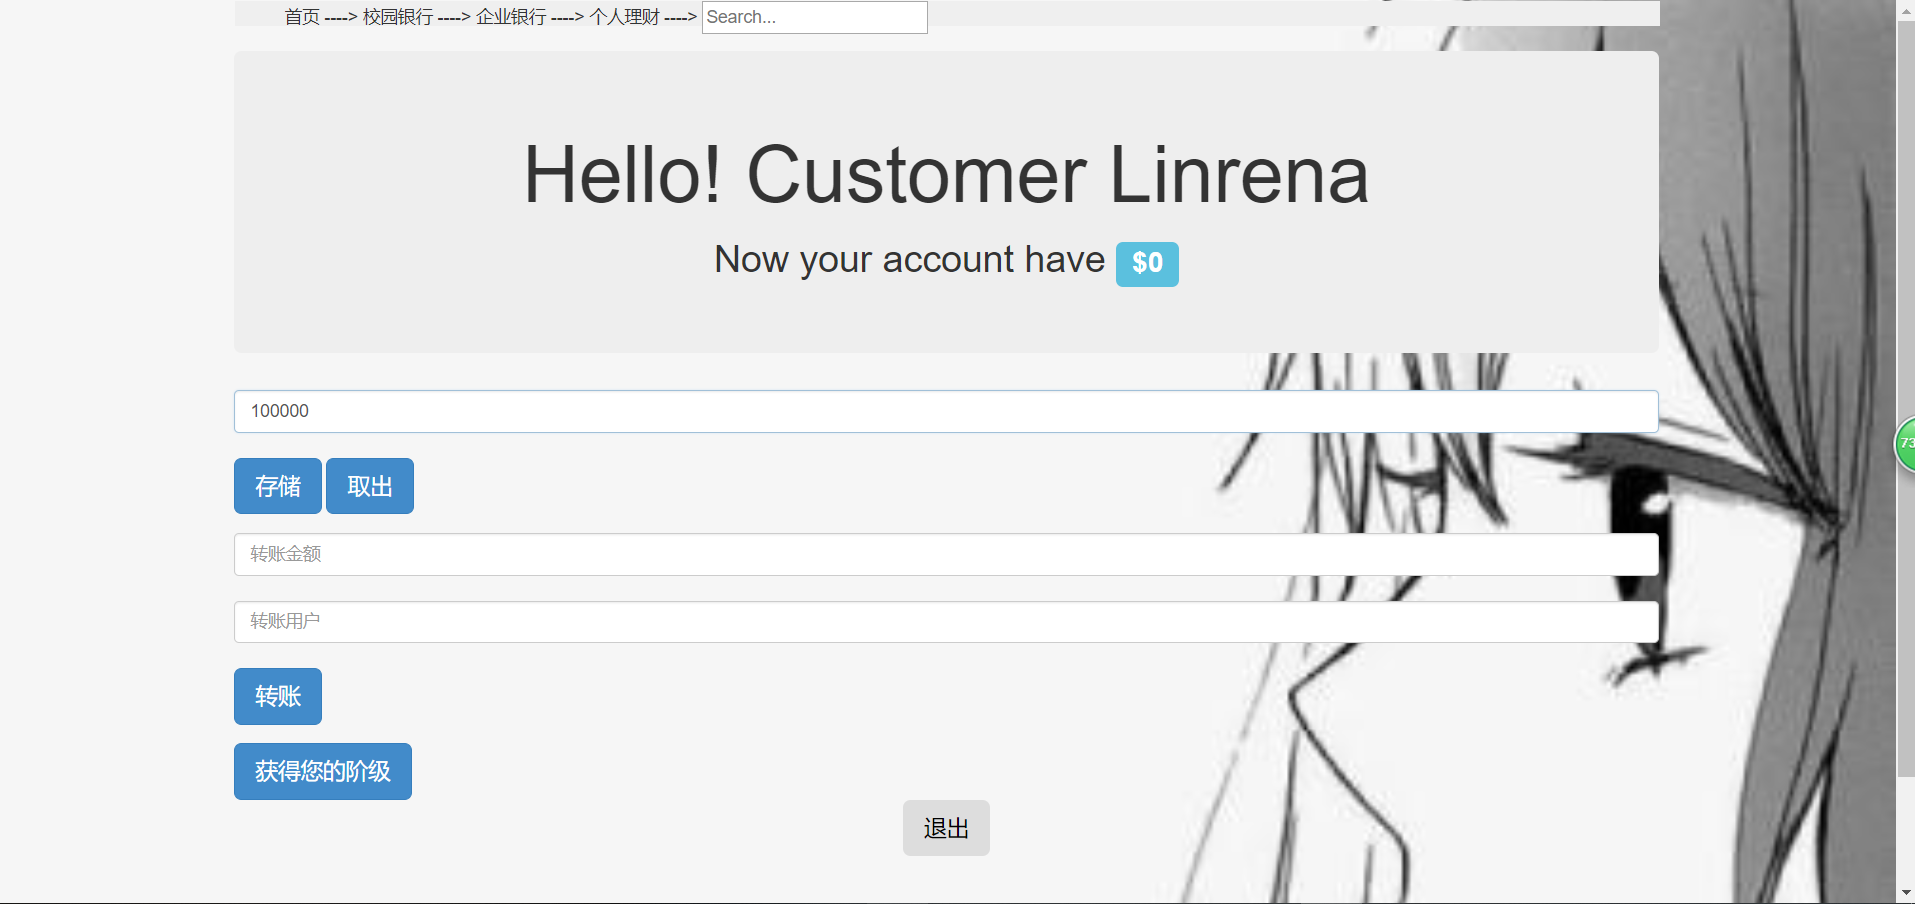 首页 ----> 校园银行 ----> 企业银行 ----> 个人理财 ----> Search...
Hello! Customer Linrena
Now your account have $0
100000
存储 取出
转账金额
73
转账用户
转账
获得您的阶级
退出